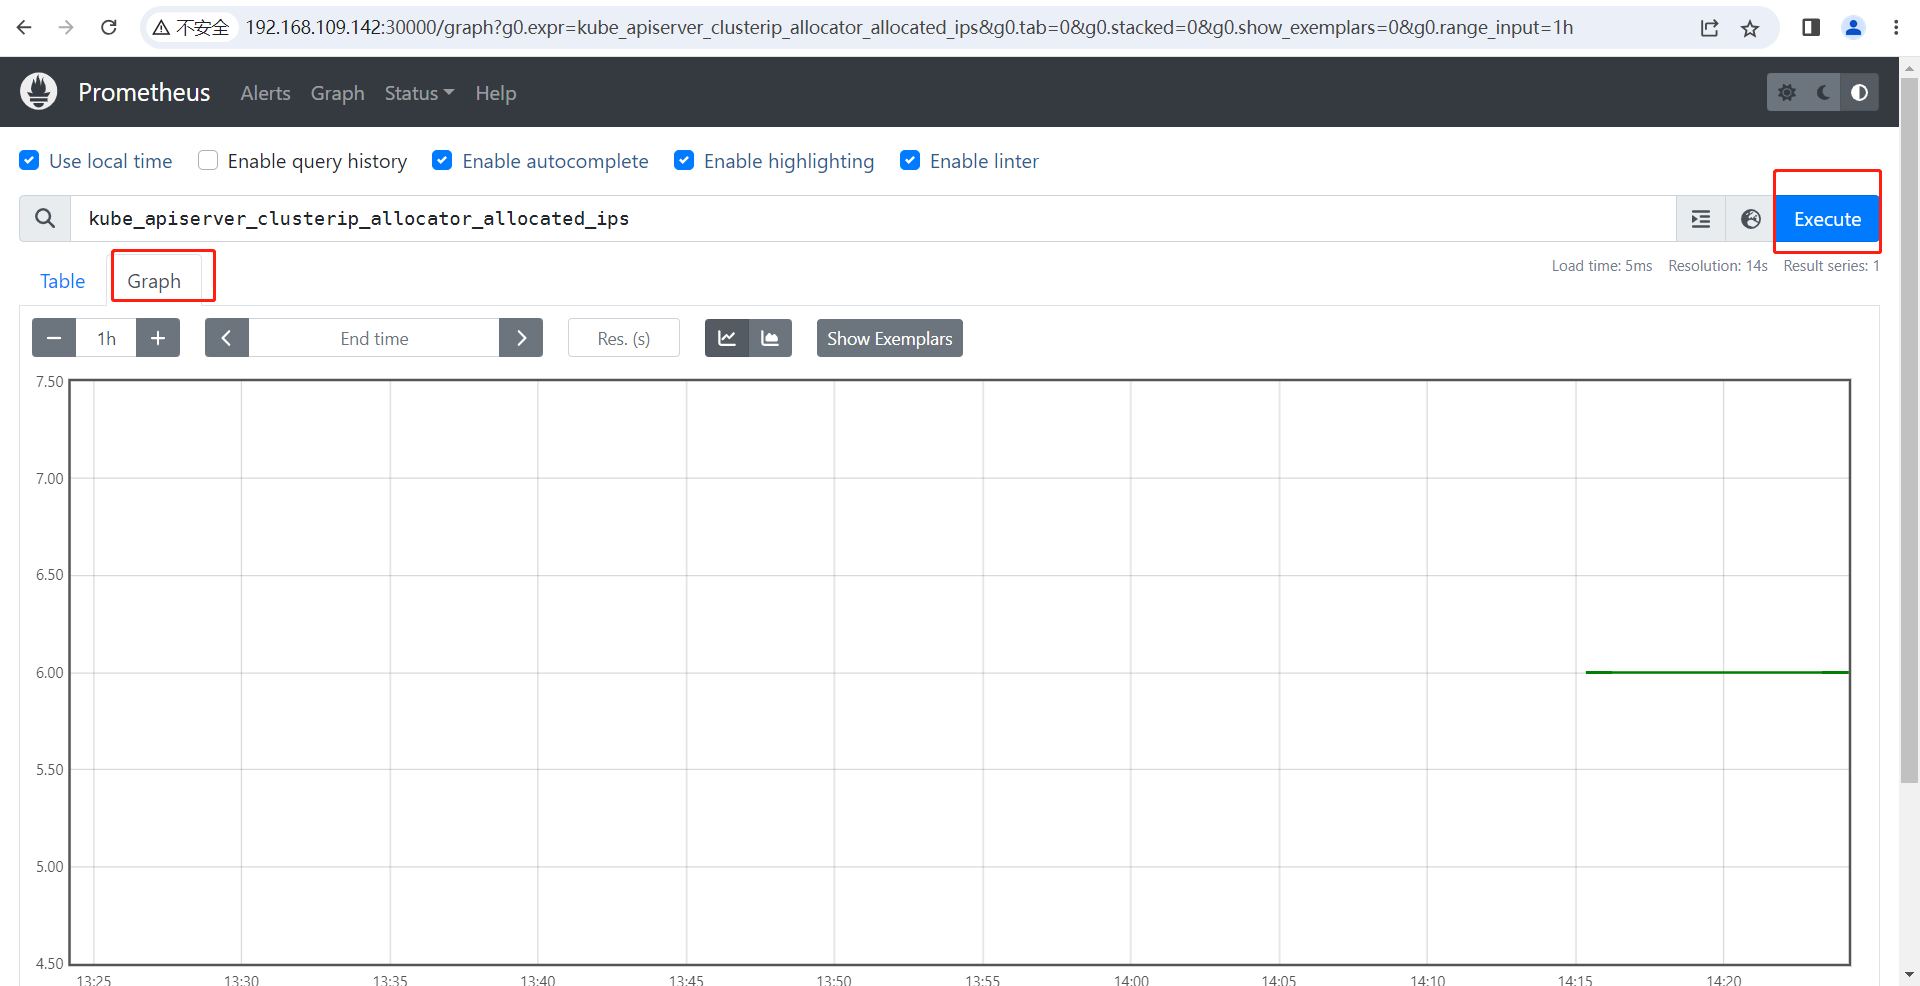 不安全 192.168.109.142:30000/graph?g0.expr=kube_apiserver_clusterip_allocator_allocated_ips&g0.tab=0&g0.stacked=0&g0.show_exemplars=0&g0.range_input=1h
Prometheus Alerts Graph Status Help
Use local time Enable query history Enable autocomplete Enable highlighting Enable linter
kube_apiserver_clusterip_allocator_allocated_ips Execute
Load time: 5ms Resolution: 14s Result series: 1
Table Graph
1h End time Res. (s) Show Exemplars
7.50
7.00
6.50
6.00
5.50
5.00
4.50
13:25 13:30 13:35 13:40 13:45 13:50 13:55 14:00 14:05 14:10 14:15 14:20